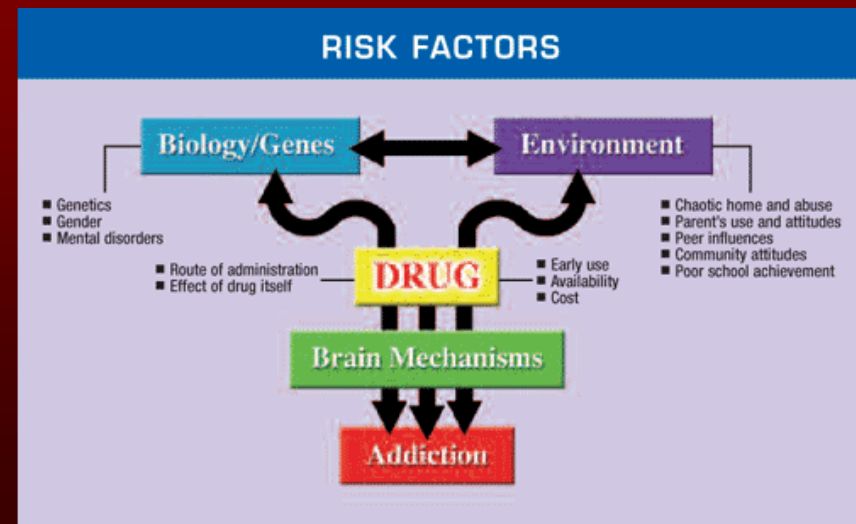 RISK FACTORS
Biology/Genes
Environment
■ Genetics
■ Gender
■ Mental disorders
■ Chaotic home and abuse
■ Parent's use and attitudes
■ Peer influences
■ Community attitudes
■ Poor school achievement
■ Route of administration
■ Effect of drug itself
DRUG
■ Early use
■ Availability
■ Cost
Brain Mechanisms
Addiction